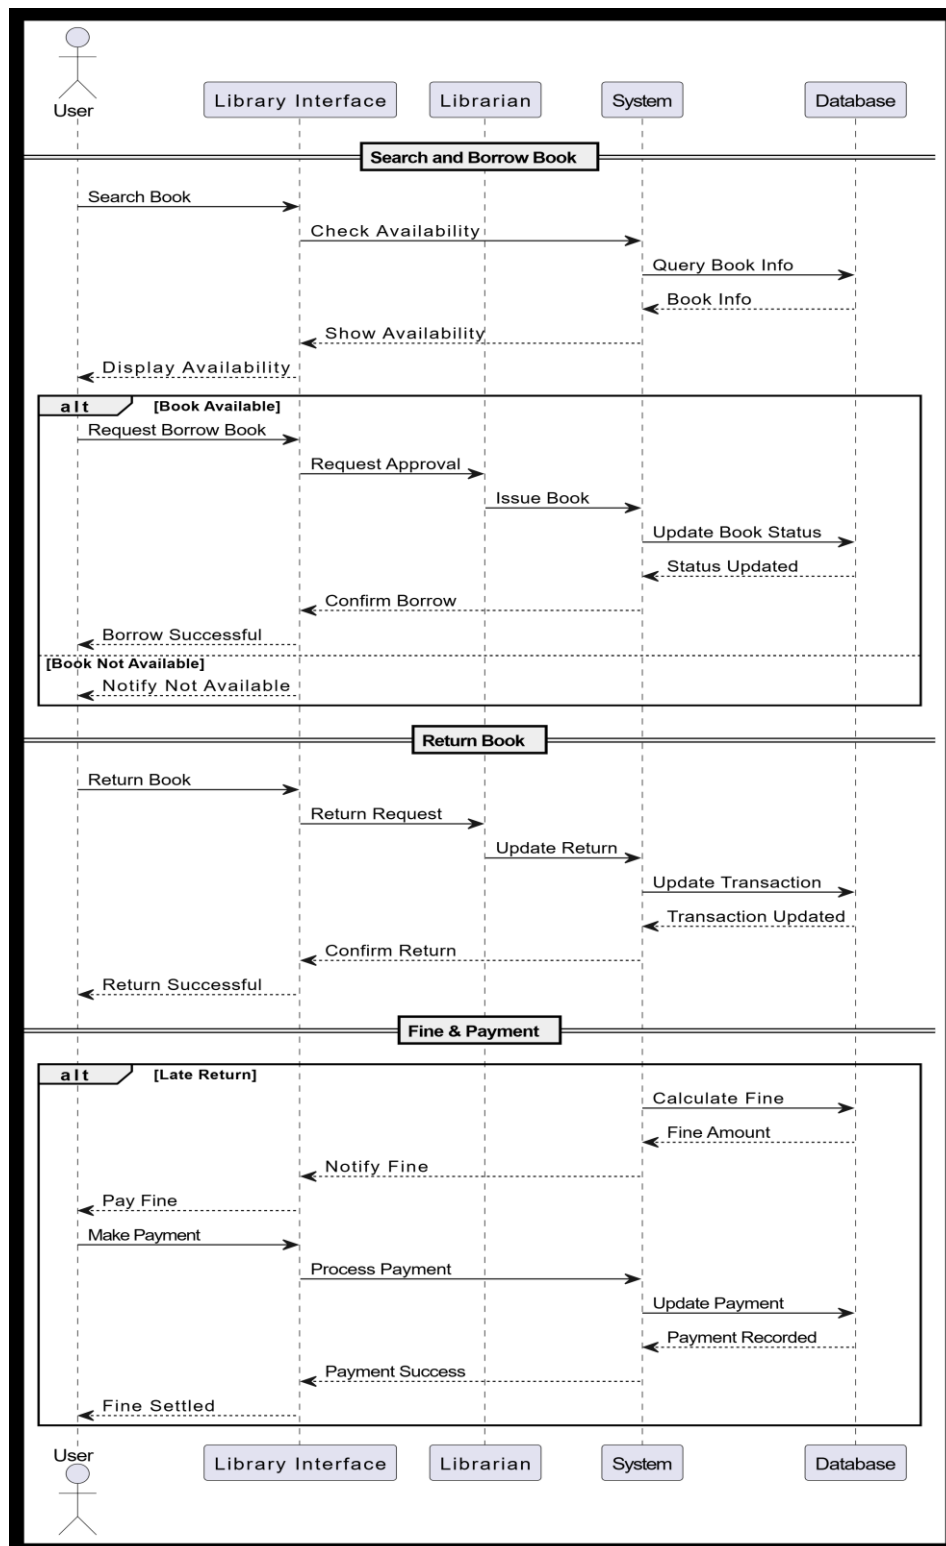 User
Library Interface
Librarian
System
Database
Search and Borrow Book
Search Book
Check Availability
Query Book Info
Book Info
Show Availability
Display Availability
alt [Book Available]
Request Borrow Book
Request Approval
Issue Book
Update Book Status
Status Updated
Confirm Borrow
Borrow Successful
[Book Not Available]
Notify Not Available
Return Book
Return Book
Return Request
Update Return
Update Transaction
Transaction Updated
Confirm Return
Return Successful
Fine & Payment
alt [Late Return]
Calculate Fine
Fine Amount
Notify Fine
Pay Fine
Make Payment
Process Payment
Update Payment
Payment Recorded
Payment Success
Fine Settled
User
Library Interface
Librarian
System
Database